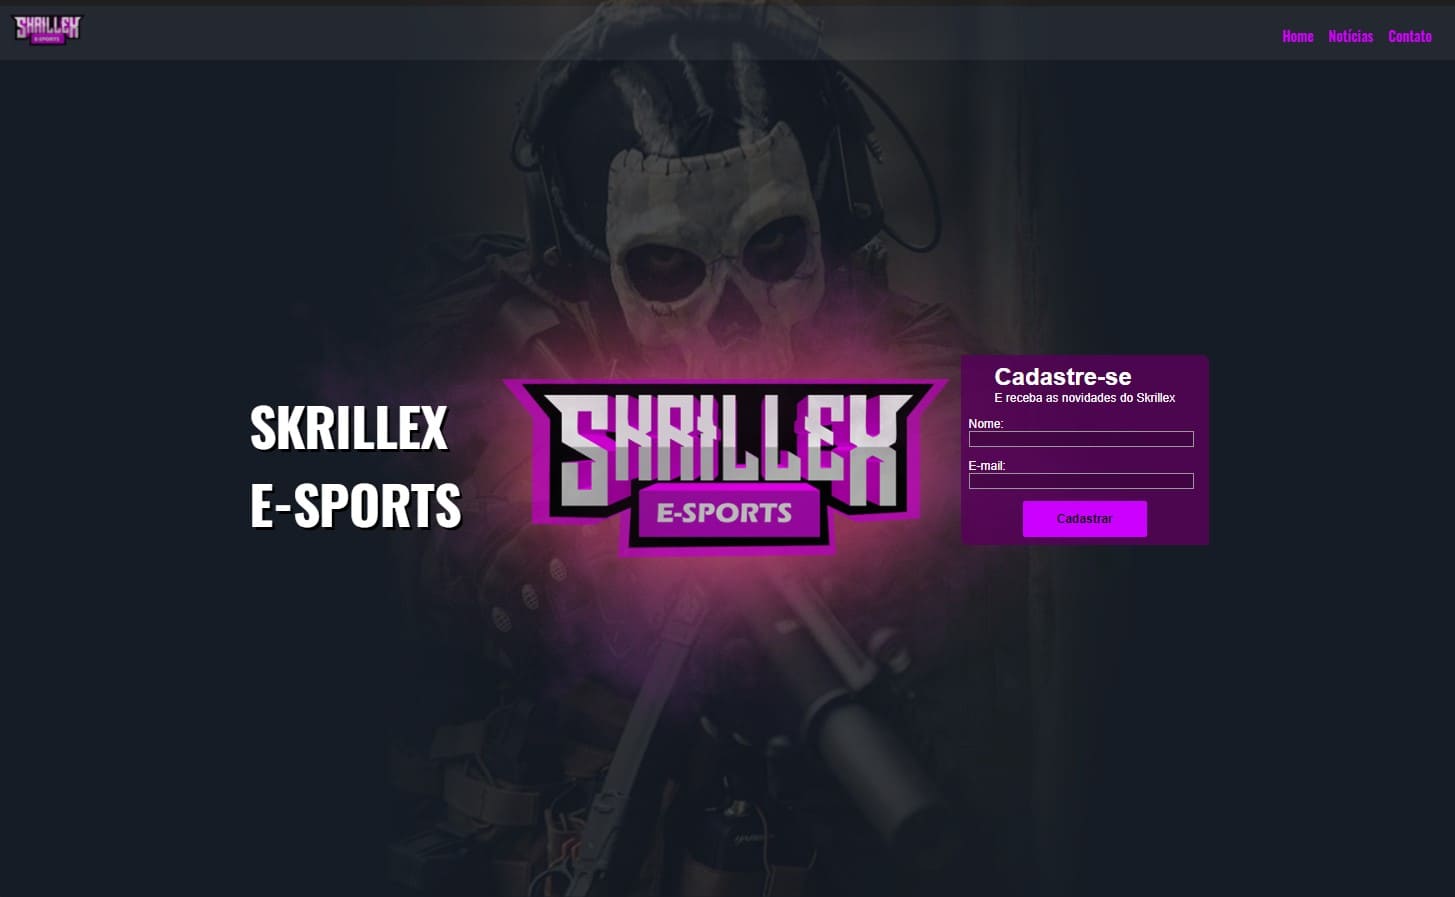 SKRILLEX
E-SPORTS
Home Notícias Contato
SKRILLEX
E-SPORTS
SKRILLEX
E-SPORTS
Cadastre-se
E receba as novidades do Skrillex
Nome:
E-mail:
Cadastrar